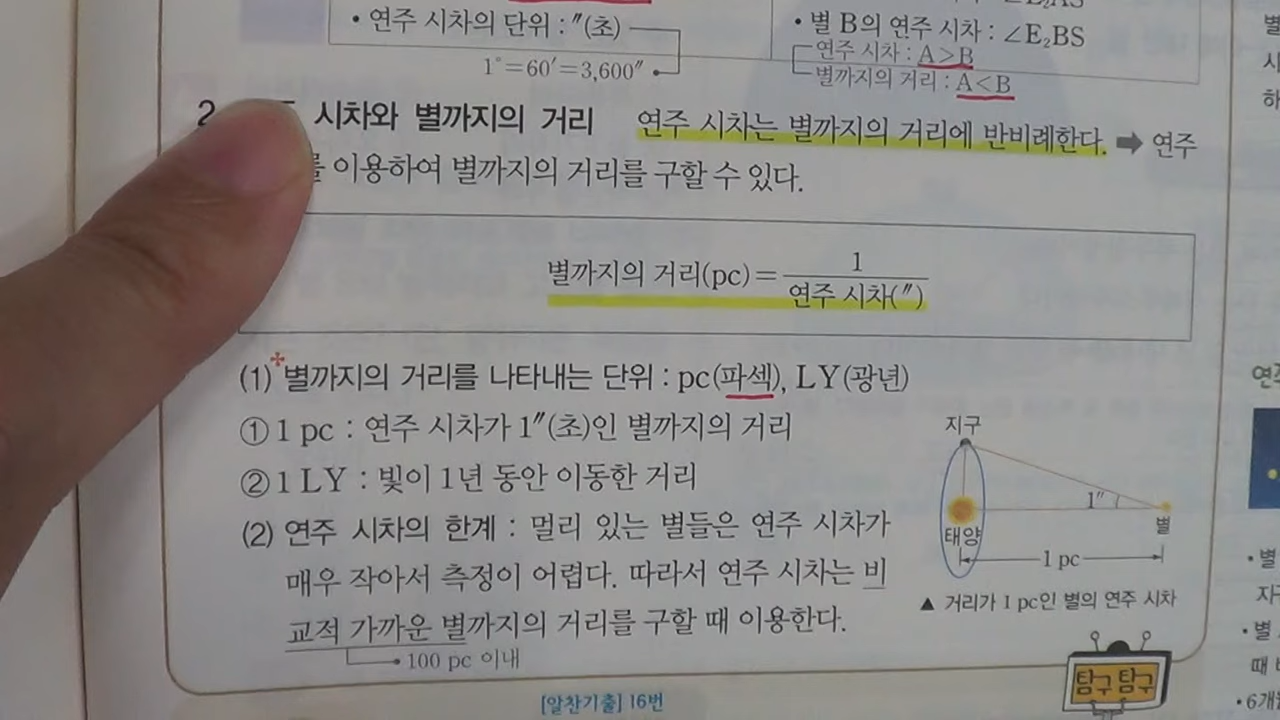 • 연주 시차의 단위 : ″(초)
1°=60′=3,600″
• 별 B의 연주 시차 : ∠E₂BS
연주 시차 : A>B
별까지의 거리 : A<B
2 시차와 별까지의 거리 연주 시차는 별까지의 거리에 반비례한다. ➡ 연주
를 이용하여 별까지의 거리를 구할 수 있다.
별까지의 거리(pc)= 1 / 연주 시차(″)
(1) 별까지의 거리를 나타내는 단위 : pc(파섹), LY(광년)
① 1 pc : 연주 시차가 1″(초)인 별까지의 거리
② 1 LY : 빛이 1년 동안 이동한 거리
(2) 연주 시차의 한계 : 멀리 있는 별들은 연주 시차가
매우 작아서 측정이 어렵다. 따라서 연주 시차는 비
교적 가까운 별까지의 거리를 구할 때 이용한다.
100 pc 이내
지구
1″
태양
별
1 pc
▲ 거리가 1 pc인 별의 연주 시차
탐구 탐구
[알찬기출] 16번
• 별
• 별
• 6개